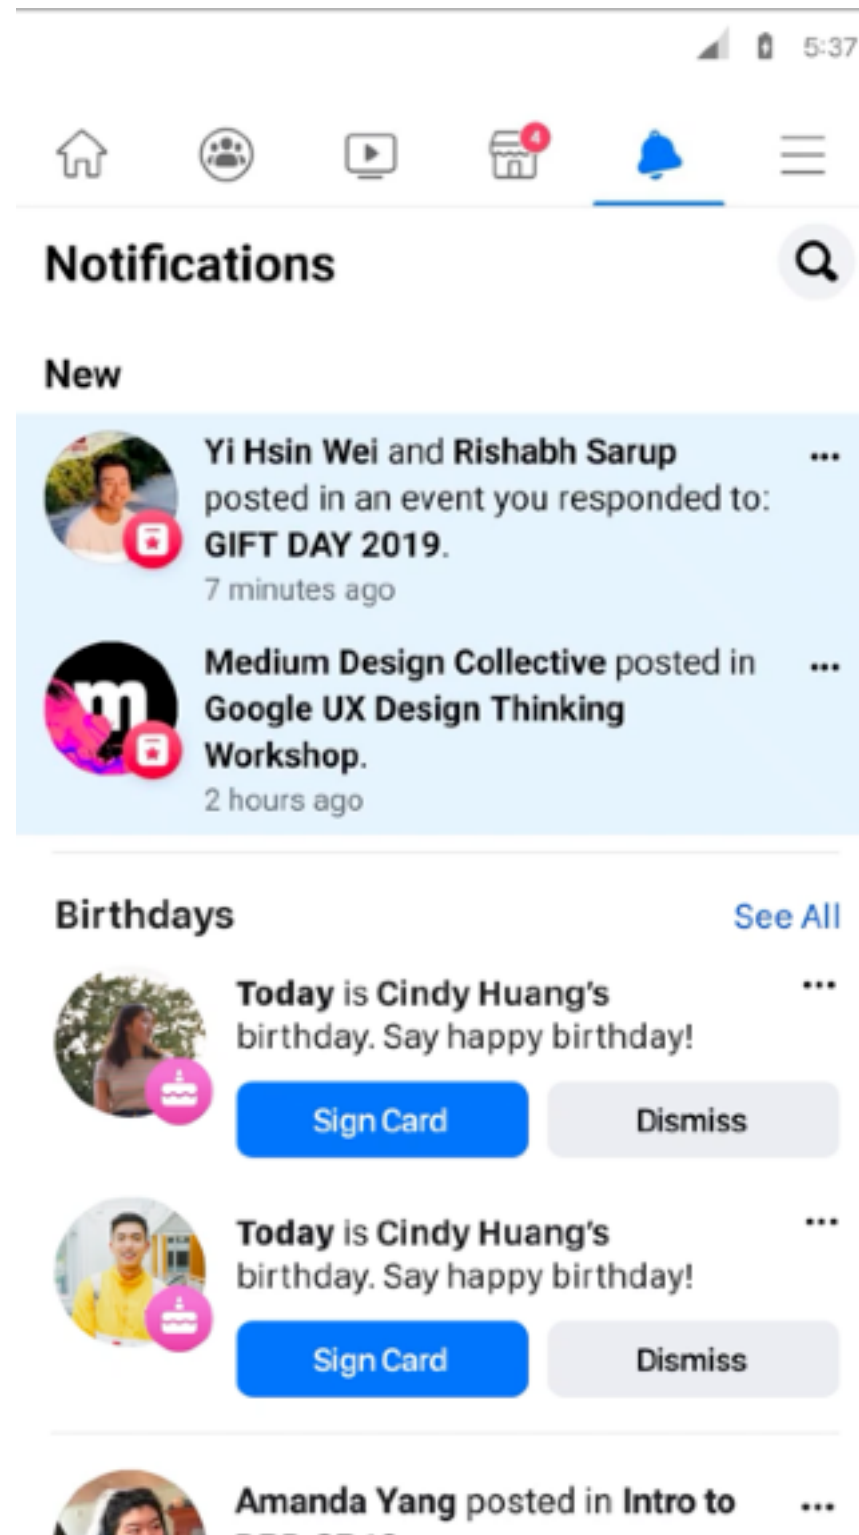 5:37
4
Notifications
New
Yi Hsin Wei and Rishabh Sarup
posted in an event you responded to:
GIFT DAY 2019.
7 minutes ago
m
Medium Design Collective posted in
Google UX Design Thinking
Workshop.
2 hours ago
Birthdays
See All
Today is Cindy Huang’s
birthday. Say happy birthday!
Sign Card
Dismiss
Today is Cindy Huang’s
birthday. Say happy birthday!
Sign Card
Dismiss
Amanda Yang posted in Intro to